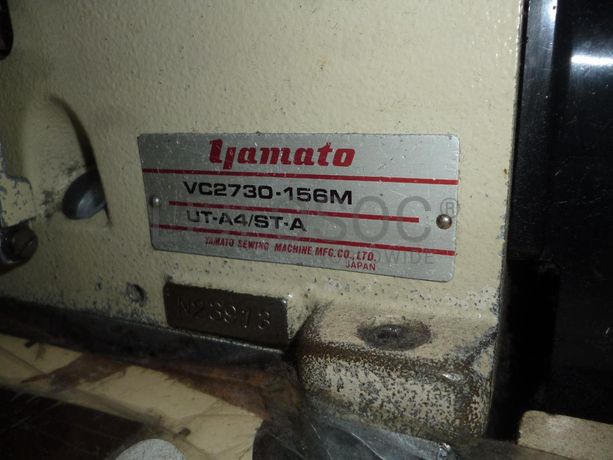 Yamato
VC2730-156M
UT-A4/ST-A
YAMATO SEWING MACHINE MFG.CO.,LTD.
JAPAN